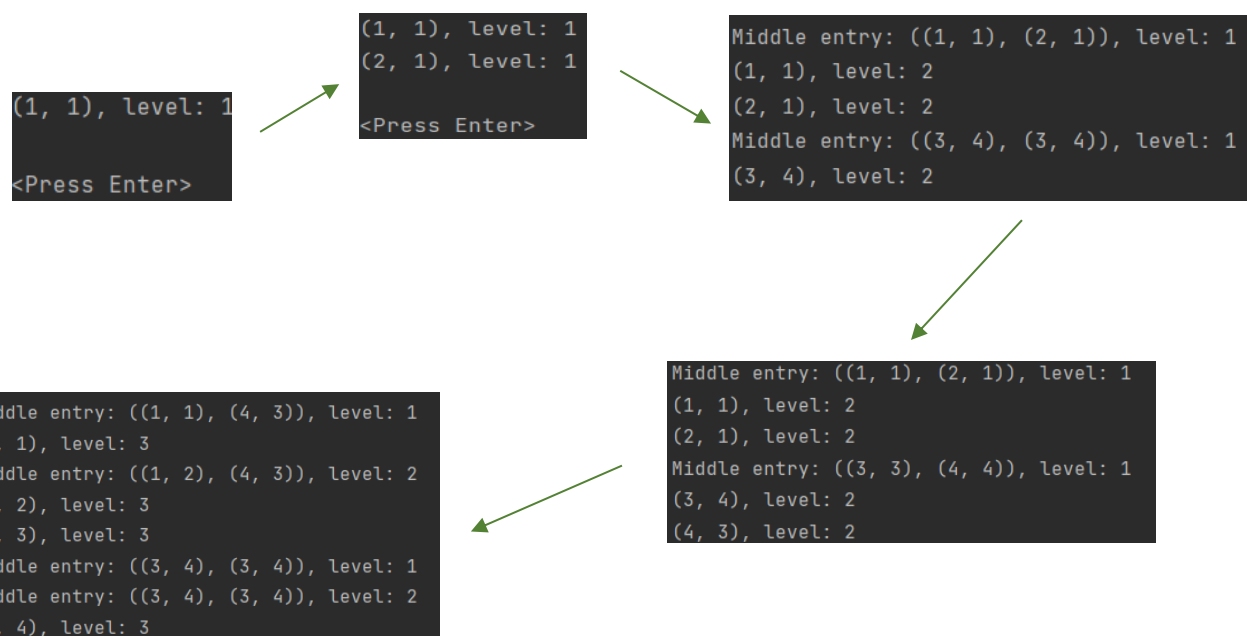 (1, 1), level: 1
<Press Enter>
(1, 1), level: 1
(2, 1), level: 1
<Press Enter>
Middle entry: ((1, 1), (2, 1)), level: 1
(1, 1), level: 2
(2, 1), level: 2
Middle entry: ((3, 4), (3, 4)), level: 1
(3, 4), level: 2
Middle entry: ((1, 1), (2, 1)), level: 1
(1, 1), level: 2
(2, 1), level: 2
Middle entry: ((3, 3), (4, 4)), level: 1
(3, 4), level: 2
(4, 3), level: 2
ddle entry: ((1, 1), (4, 3)), level: 1
1), level: 3
ddle entry: ((1, 2), (4, 3)), level: 2
2), level: 3
3), level: 3
ddle entry: ((3, 4), (3, 4)), level: 1
ddle entry: ((3, 4), (3, 4)), level: 2
4), level: 3